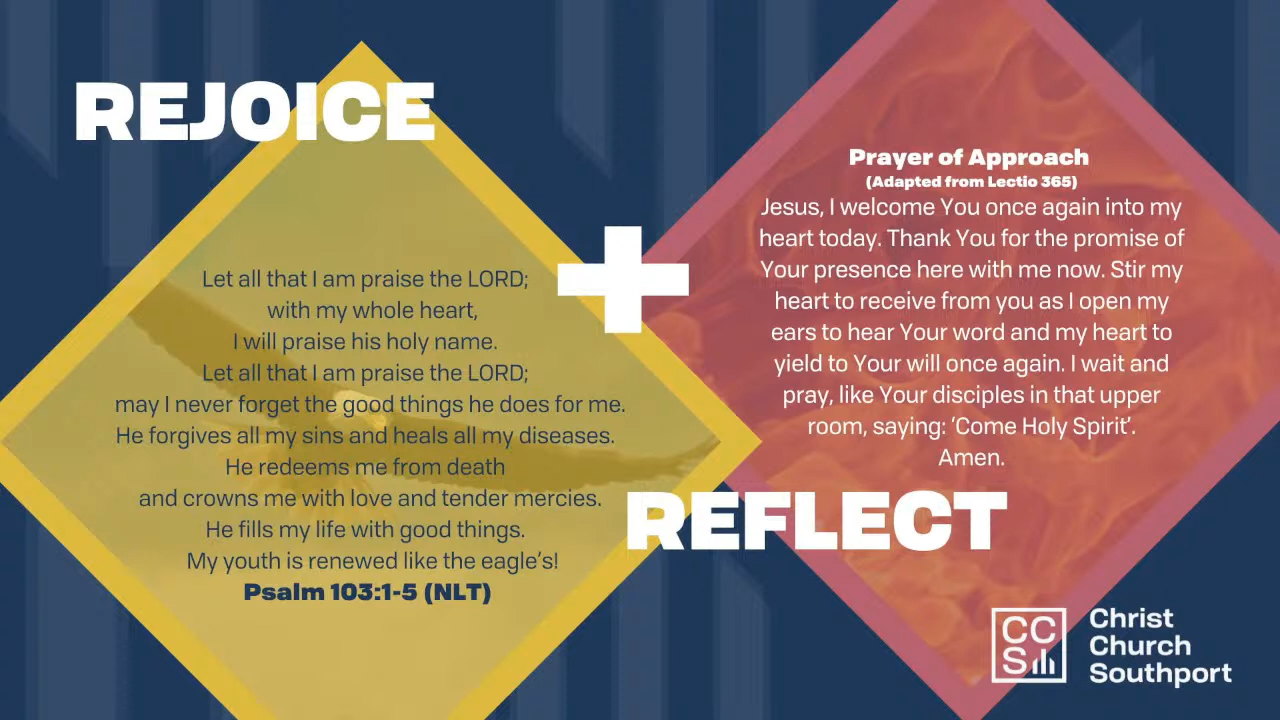 REJOICE
Let all that I am praise the LORD;
with my whole heart,
I will praise his holy name.
Let all that I am praise the LORD;
may I never forget the good things he does for me.
He forgives all my sins and heals all my diseases.
He redeems me from death
and crowns me with love and tender mercies.
He fills my life with good things.
My youth is renewed like the eagle's!
Psalm 103:1-5 (NLT)
+
Prayer of Approach
(Adapted from Lectio 365)
Jesus, I welcome You once again into my
heart today. Thank You for the promise of
Your presence here with me now. Stir my
heart to receive from you as I open my
ears to hear Your word and my heart to
yield to Your will once again. I wait and
pray, like Your disciples in that upper
room, saying: 'Come Holy Spirit'.
Amen.
REFLECT
CC
S
Christ
Church
Southport